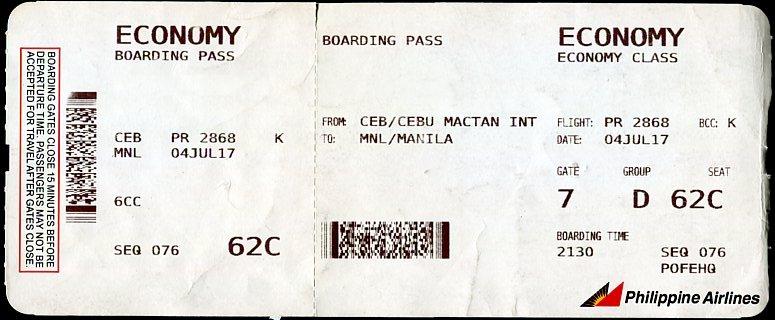 BOARDING GATES CLOSE 15 MINUTES BEFORE
DEPARTURE TIME. PASSENGERS MAY NOT BE
ACCEPTED FOR TRAVEL AFTER GATES CLOSE.
ECONOMY
BOARDING PASS
CEB PR 2868 K
MNL 04JUL17
6CC
SEQ 076 62C
BOARDING PASS
FROM: CEB/CEBU MACTAN INT
TO: MNL/MANILA
ECONOMY
ECONOMY CLASS
FLIGHT: PR 2868 BCC: K
DATE: 04JUL17
GATE GROUP SEAT
7 D 62C
BOARDING TIME
2130 SEQ 076
POFEHQ
Philippine Airlines